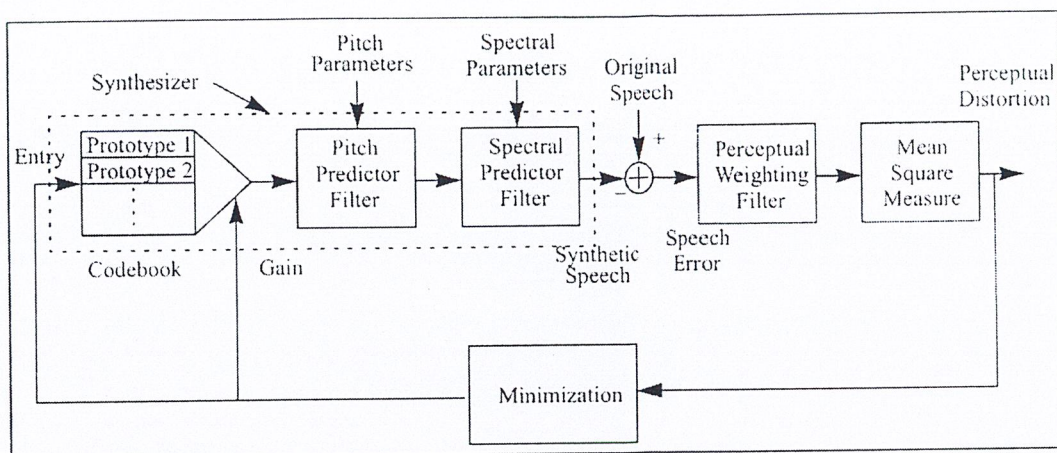 Pitch
Parameters
Spectral
Parameters
Original
Speech
Perceptual
Distortion
Synthesizer
+
Entry
Prototype 1
Prototype 2
Pitch
Predictor
Filter
Spectral
Predictor
Filter
−
+
Perceptual
Weighting
Filter
Mean
Square
Measure
Codebook
Gain
Synthetic
Speech
Speech
Error
Minimization